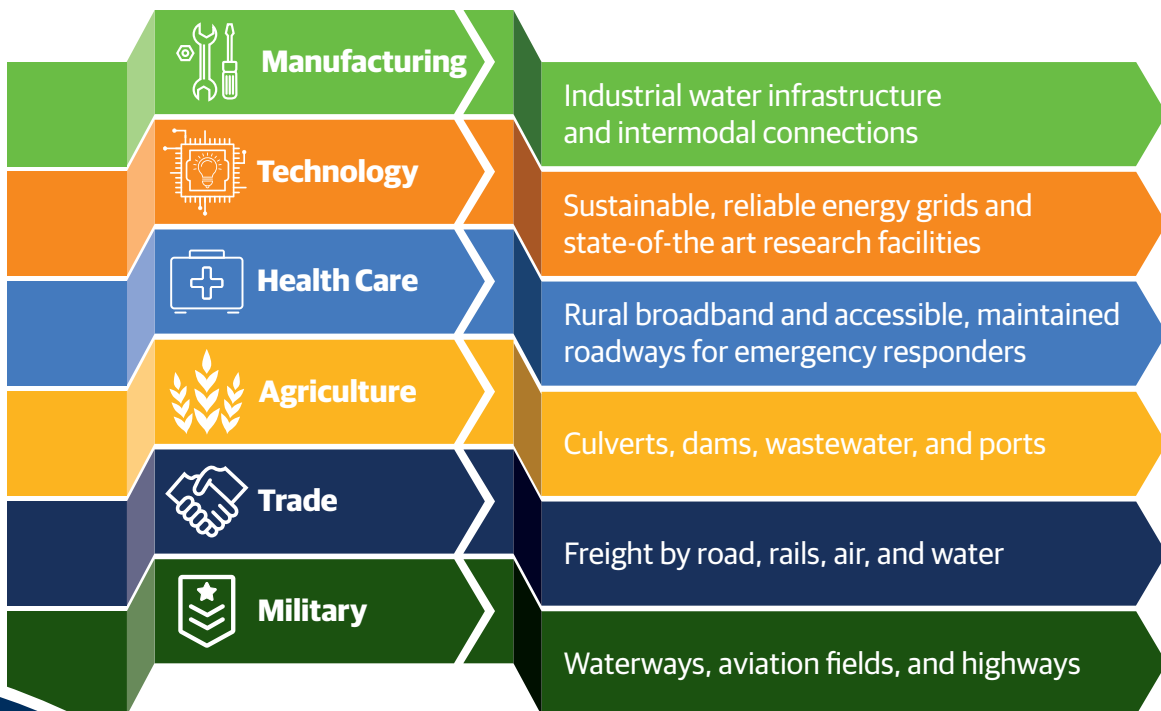 Manufacturing
Industrial water infrastructure
and intermodal connections
Technology
Sustainable, reliable energy grids and
state-of-the art research facilities
Health Care
Rural broadband and accessible, maintained
roadways for emergency responders
Agriculture
Culverts, dams, wastewater, and ports
Trade
Freight by road, rails, air, and water
Military
Waterways, aviation fields, and highways